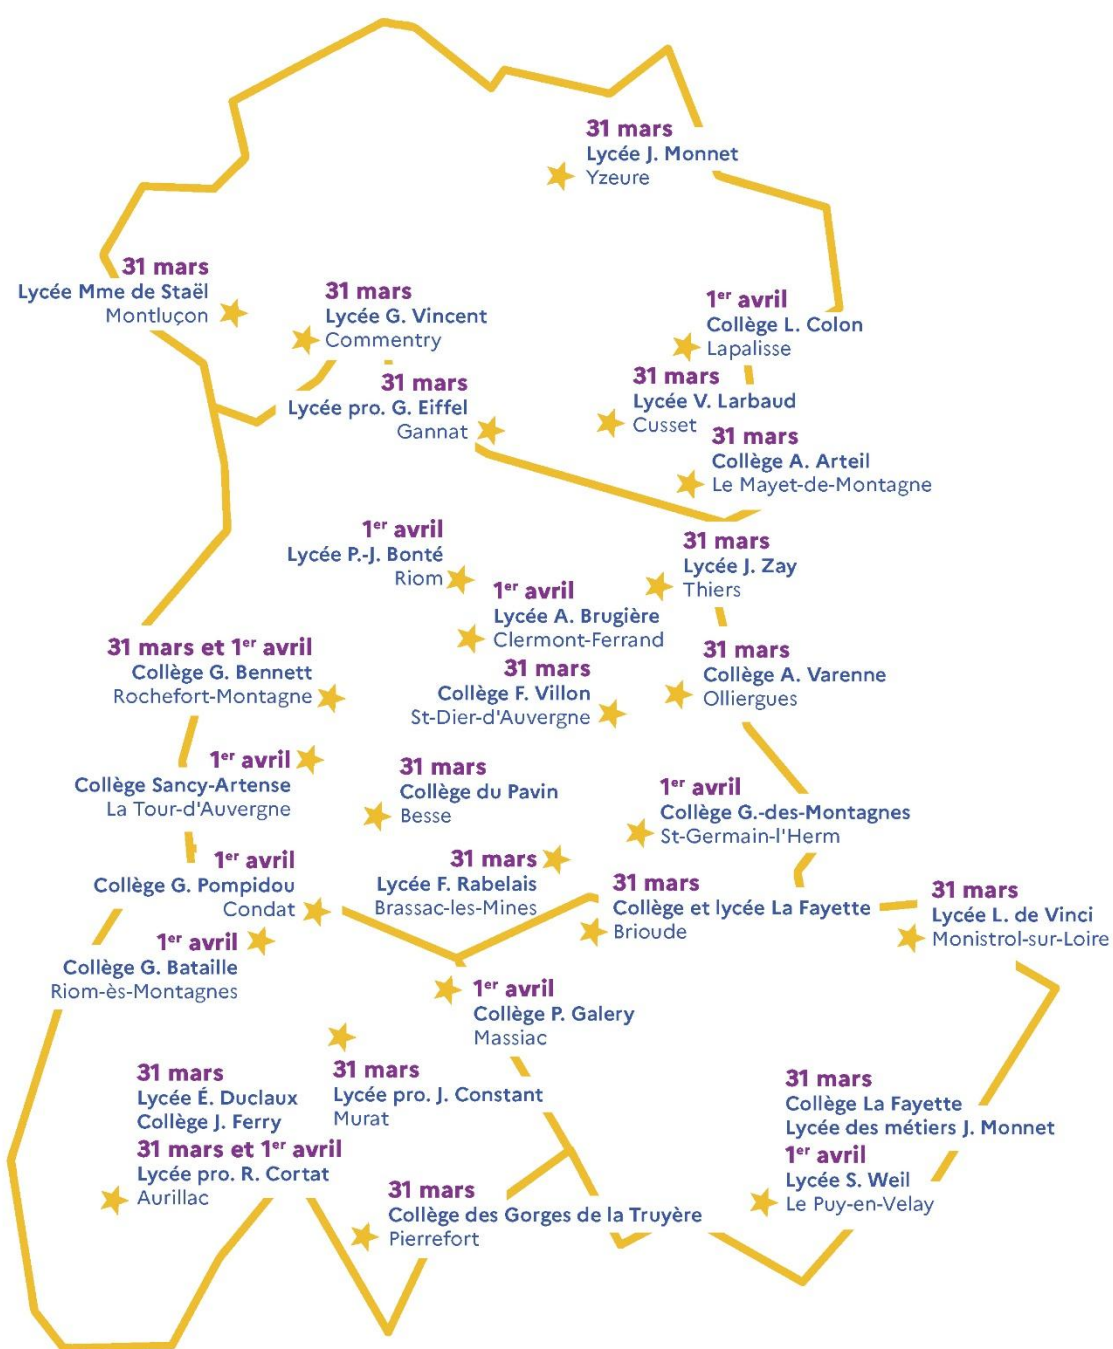 31 mars
Lycée J. Monnet
Yzeure
31 mars
Lycée Mme de Staël
Montluçon
31 mars
Lycée G. Vincent
Commentry
1er avril
Collège L. Colon
Lapalisse
31 mars
Lycée pro. G. Eiffel
Gannat
31 mars
Lycée V. Larbaud
Cusset
31 mars
Collège A. Arteil
Le Mayet-de-Montagne
1er avril
Lycée P.-J. Bonté
Riom
31 mars
Lycée J. Zay
Thiers
1er avril
Lycée A. Brugière
Clermont-Ferrand
31 mars et 1er avril
Collège G. Bennett
Rochefort-Montagne
31 mars
Collège F. Villon
St-Dier-d'Auvergne
31 mars
Collège A. Varenne
Olliergues
1er avril
Collège Sancy-Artense
La Tour-d'Auvergne
31 mars
Collège du Pavin
Besse
1er avril
Collège G.-des-Montagnes
St-Germain-l'Herm
1er avril
Collège G. Pompidou
Condat
31 mars
Lycée F. Rabelais
Brassac-les-Mines
31 mars
Collège et lycée La Fayette
Brioude
31 mars
Lycée L. de Vinci
Monistrol-sur-Loire
1er avril
Collège G. Bataille
Riom-ès-Montagnes
1er avril
Collège P. Galery
Massiac
31 mars
Lycée É. Duclaux
Collège J. Ferry
31 mars et 1er avril
Lycée pro. R. Cortat
Aurillac
31 mars
Lycée pro. J. Constant
Murat
31 mars
Collège La Fayette
Lycée des métiers J. Monnet
1er avril
Lycée S. Weil
Le Puy-en-Velay
31 mars
Collège des Gorges de la Truyère
Pierrefort